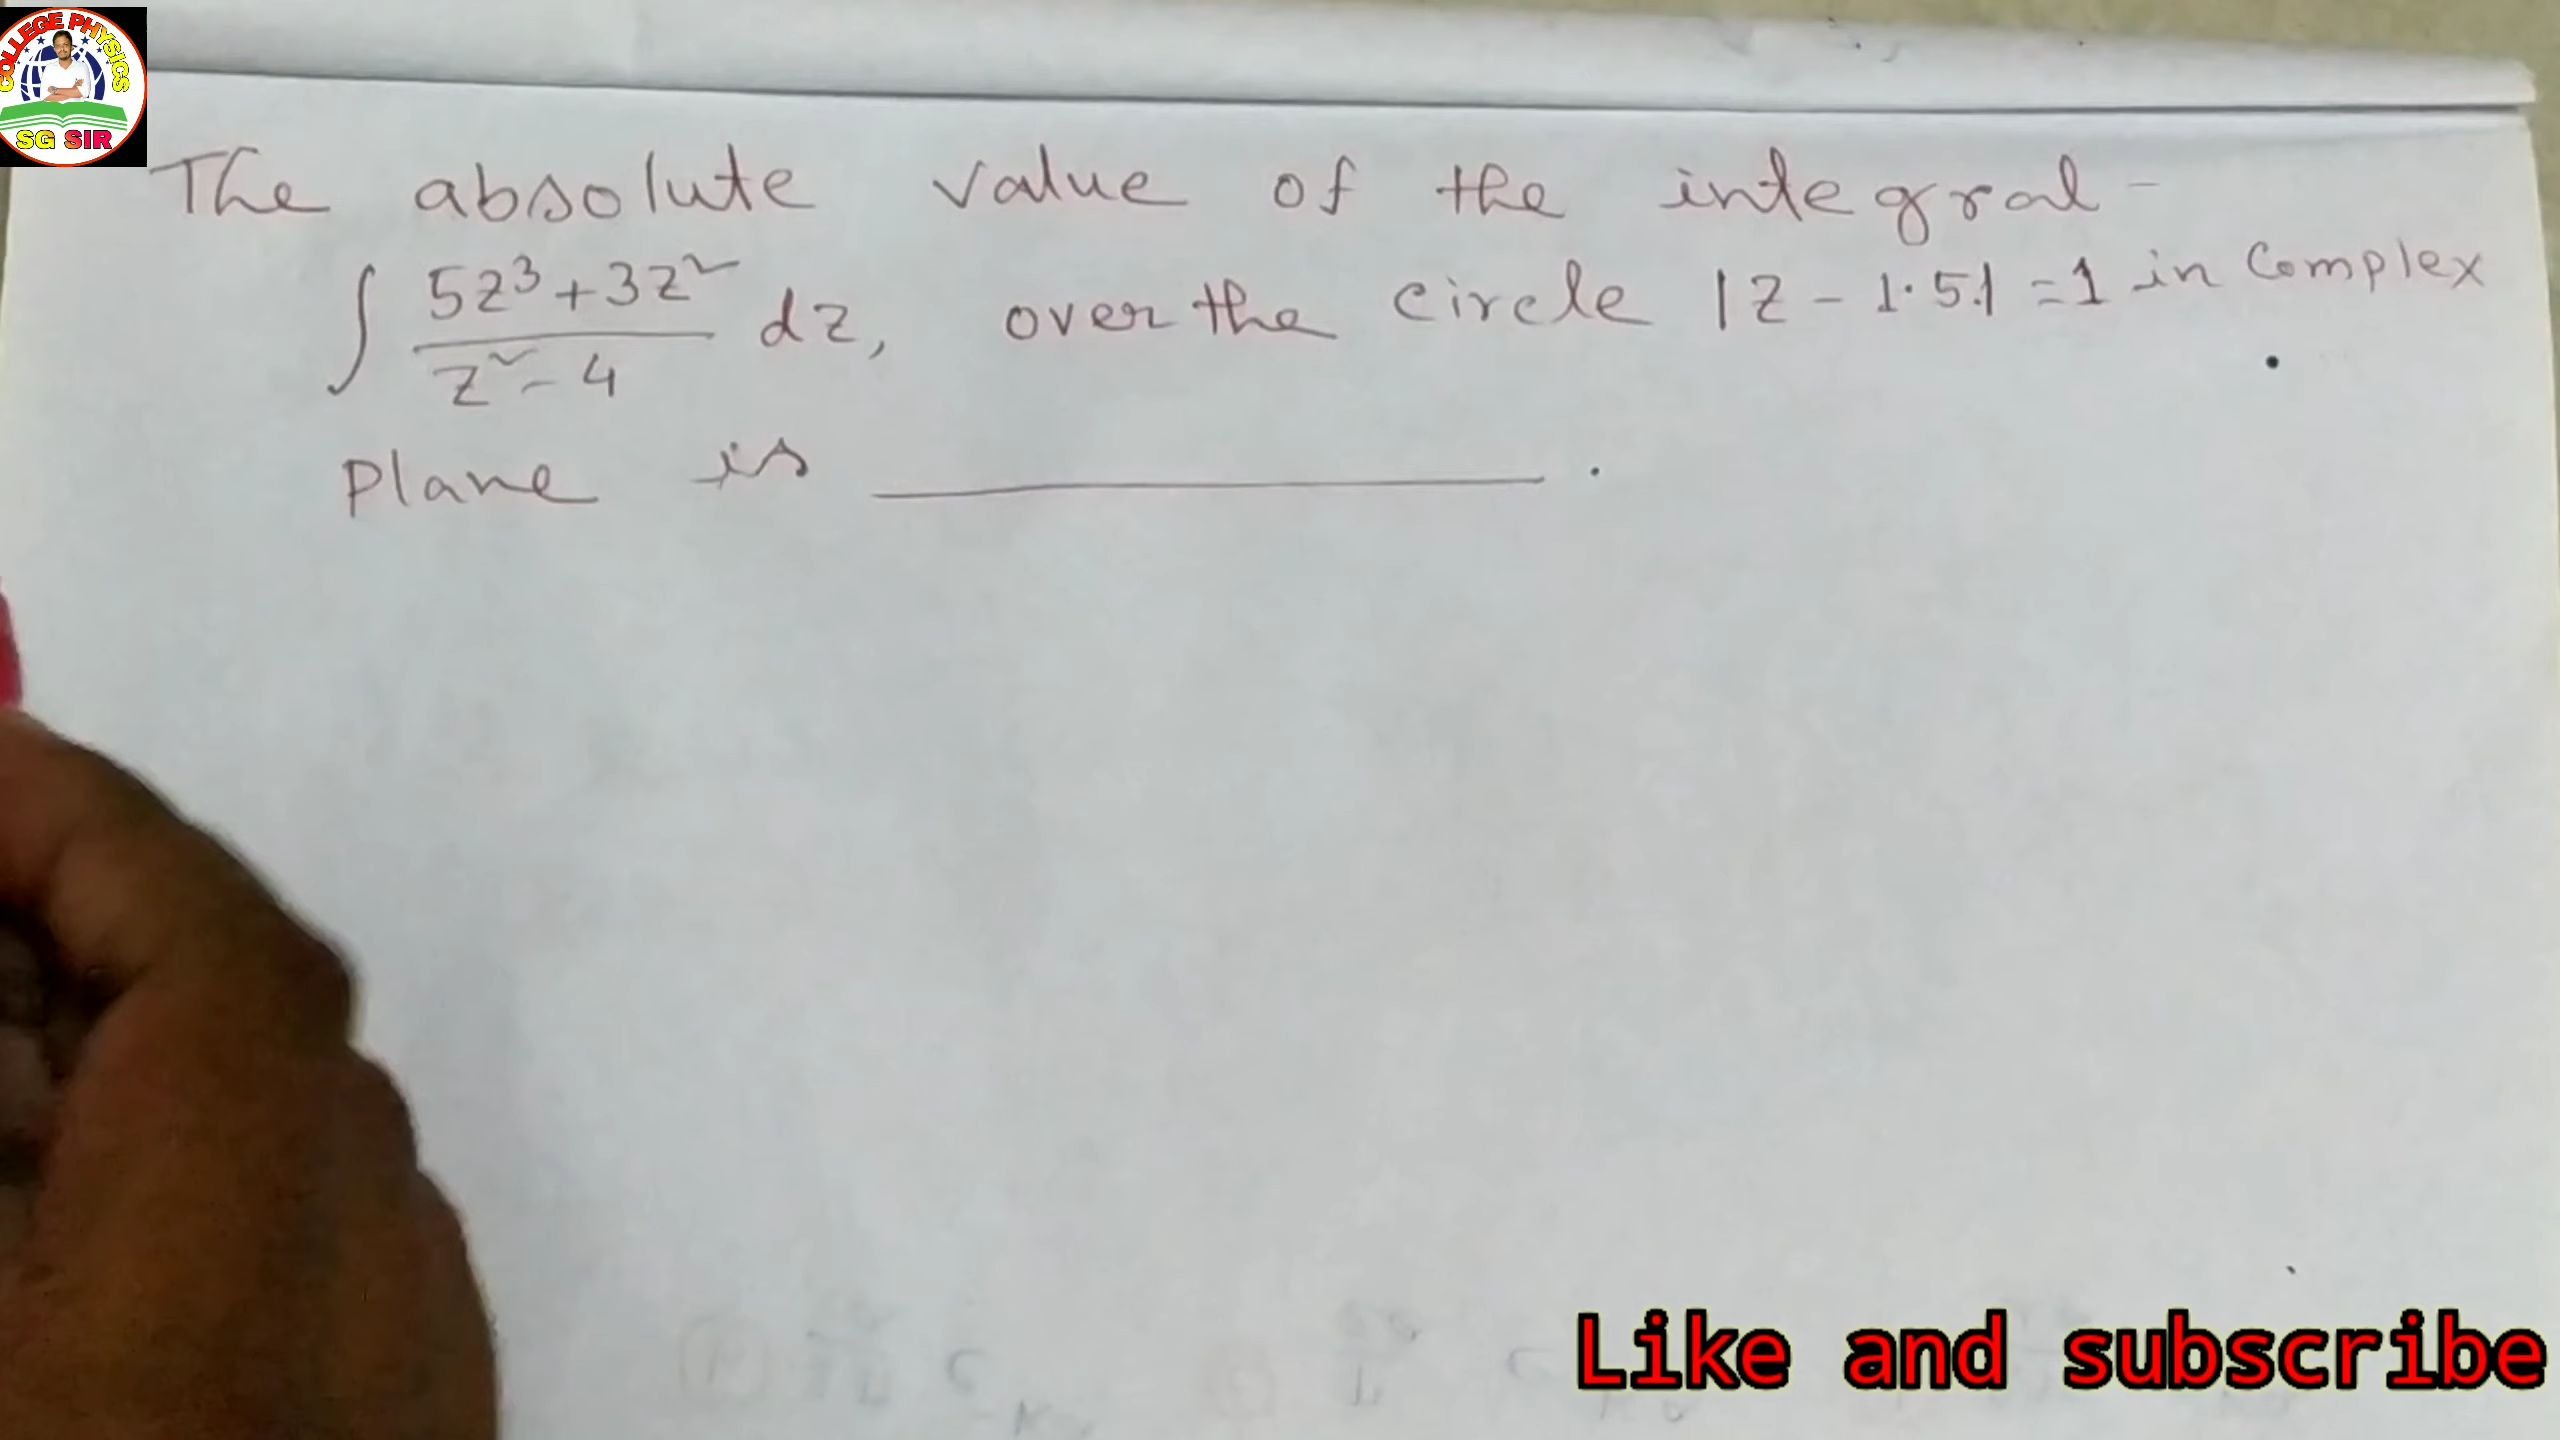 COLLEGE PHYSICS
SG SIR
The absolute value of the integral -
∫ (5z³+3z²)/(z²-4) dz, over the circle |z - 1.5| = 1 in complex
plane is ________ .
Like and subscribe